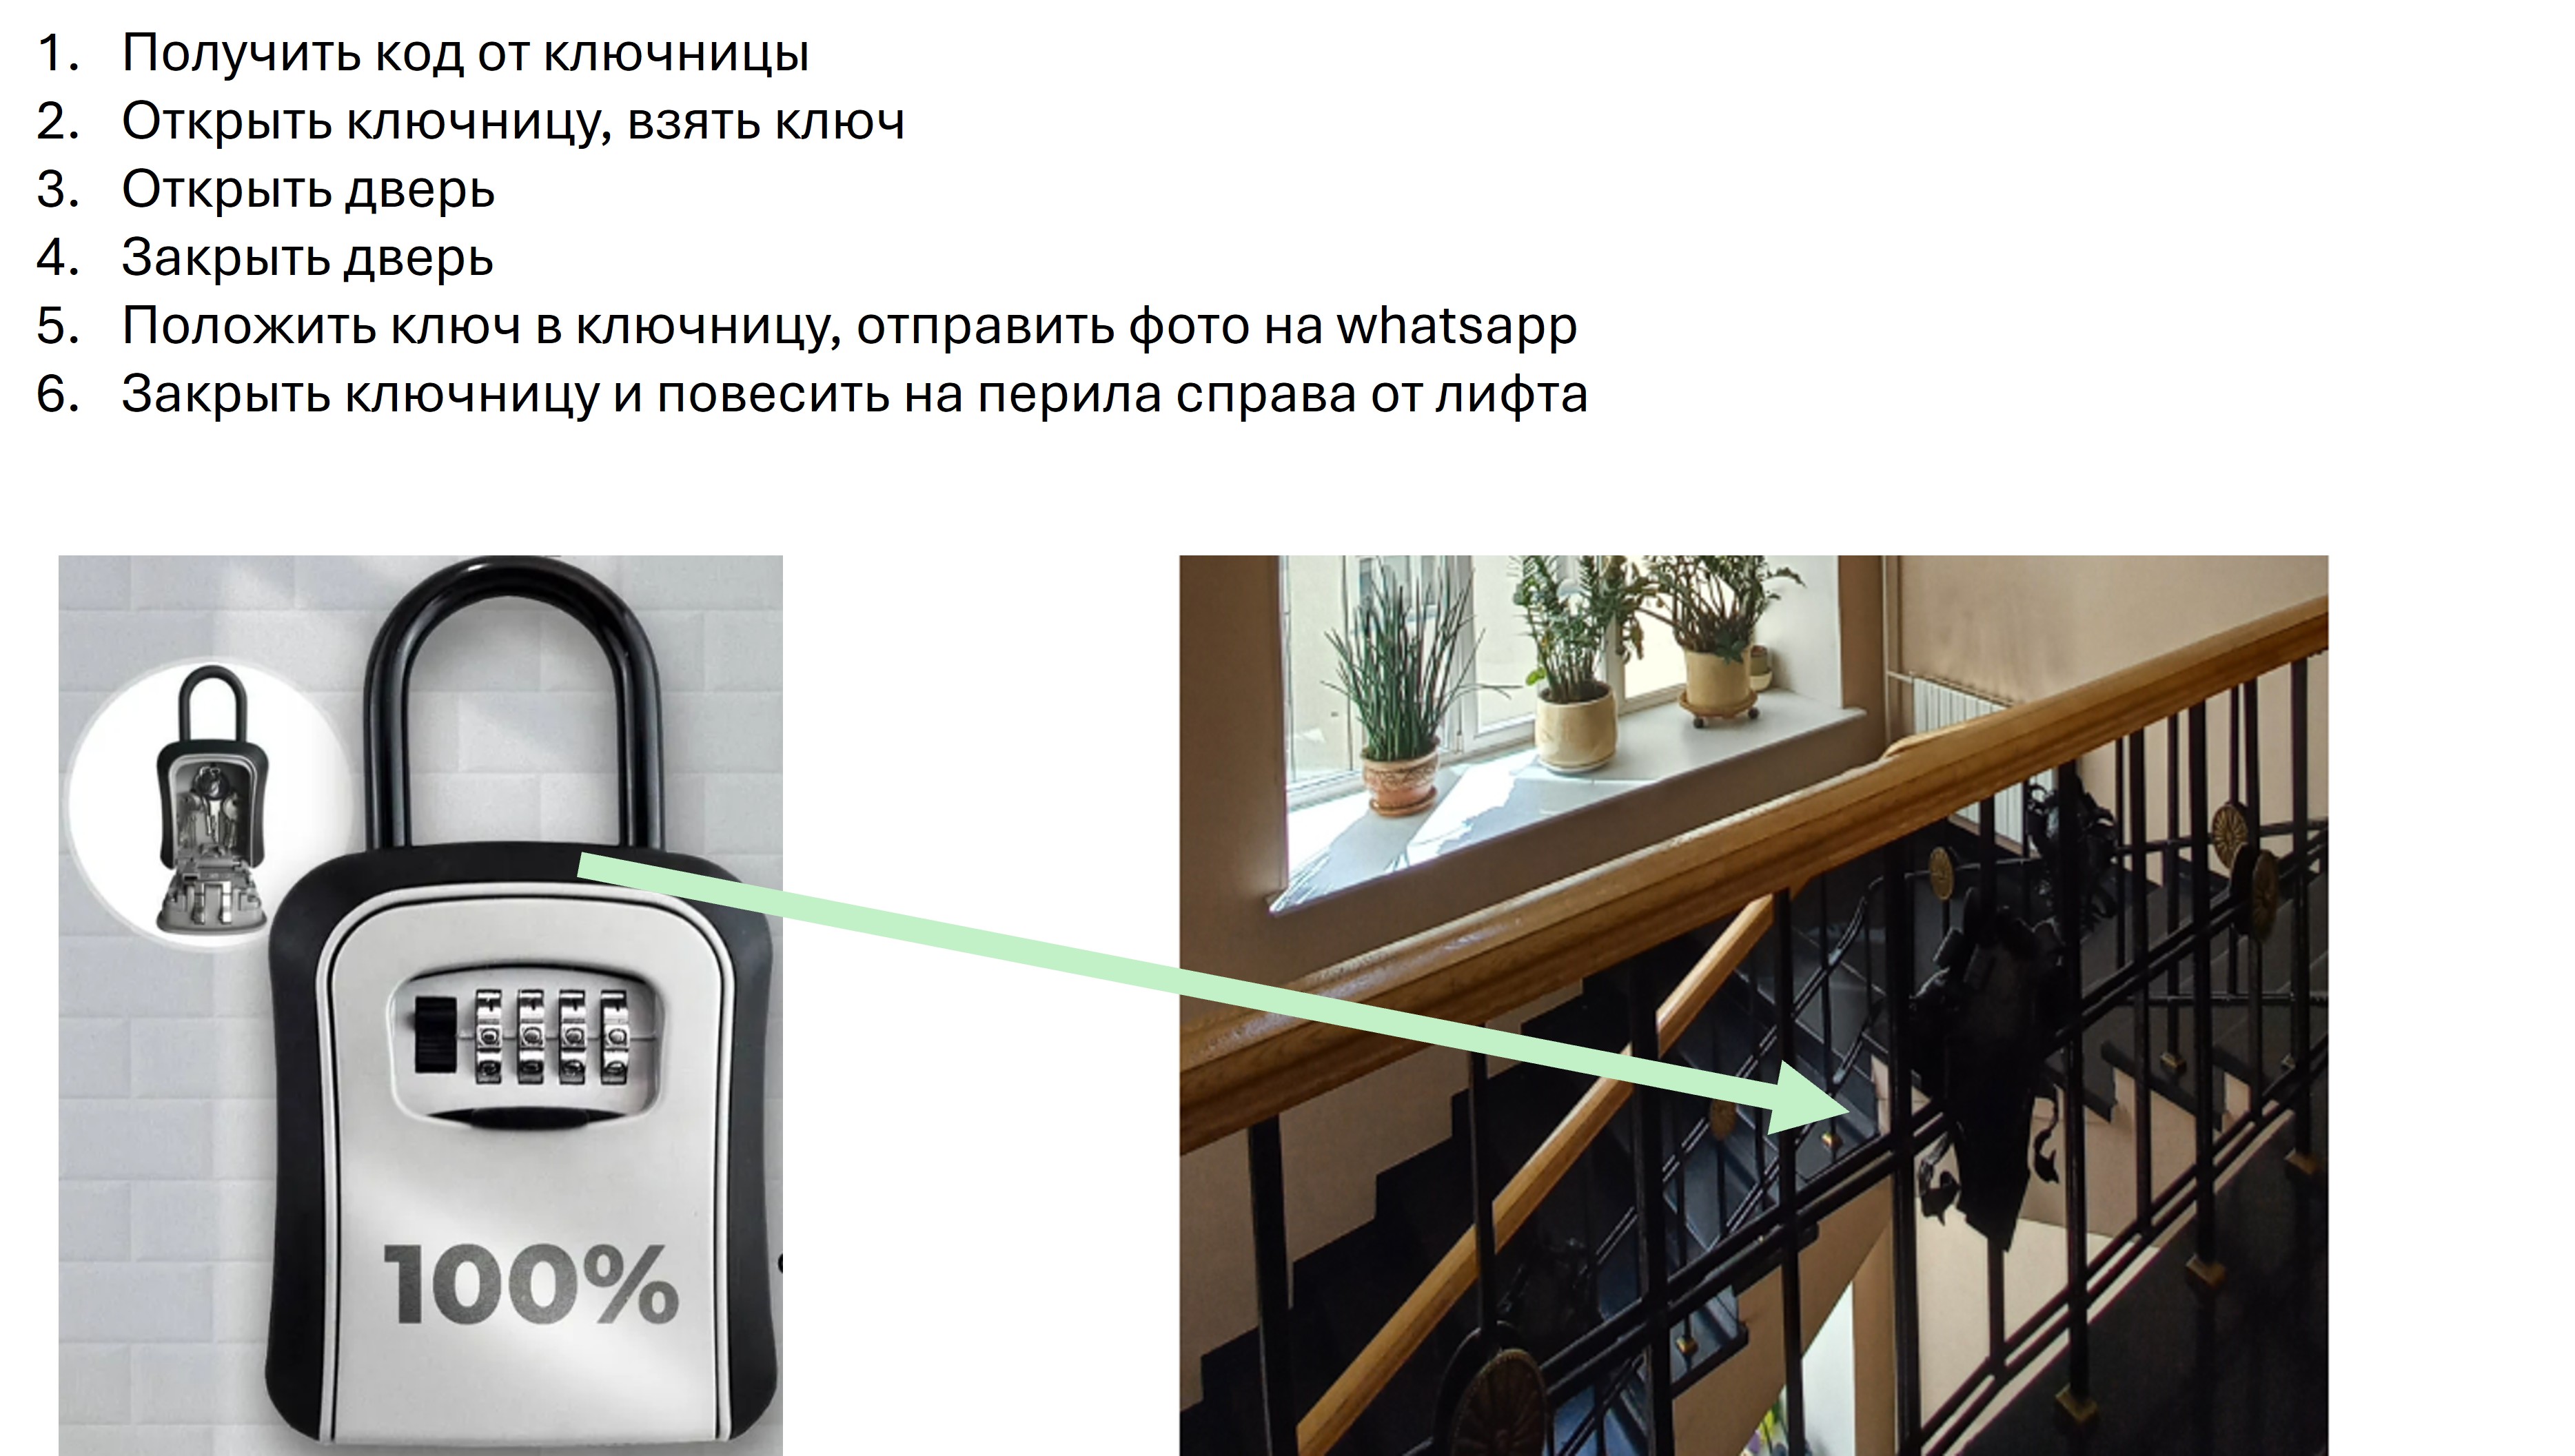 1. Получить код от ключницы
2. Открыть ключницу, взять ключ
3. Открыть дверь
4. Закрыть дверь
5. Положить ключ в ключницу, отправить фото на whatsapp
6. Закрыть ключницу и повесить на перила справа от лифта
100%